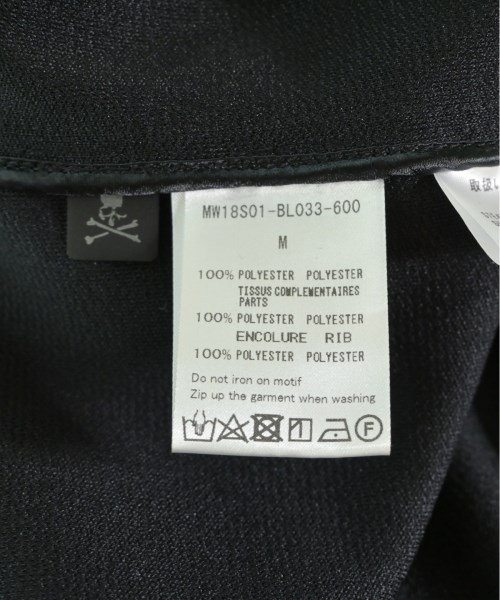 MW18S01-BL033-600
M
100% POLYESTER POLYESTER
TISSUS COMPLEMENTAIRES
PARTS
100% POLYESTER POLYESTER
ENCOLURE RIB
100% POLYESTER POLYESTER
Do not iron on motif
Zip up the garment when washing
F
取扱い